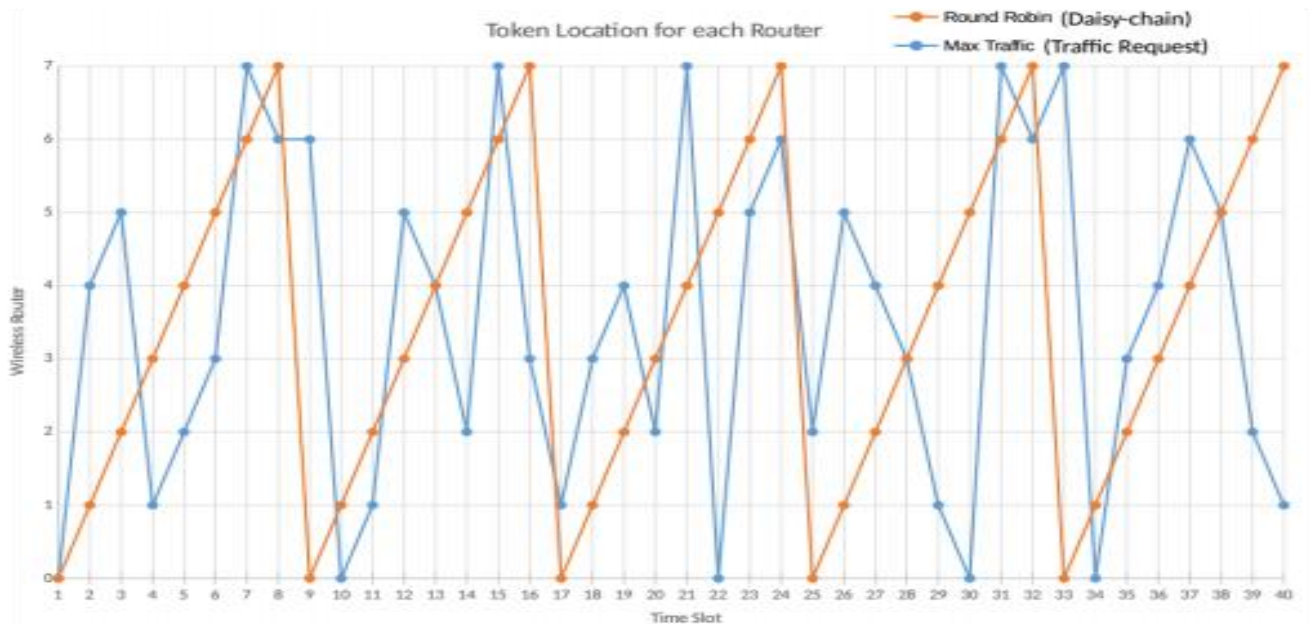 Token Location for each Router
Round Robin (Daisy-chain)
Max Traffic (Traffic Request)
7
6
5
4
3
2
1
0
Wireless Router
1 2 3 4 5 6 7 8 9 10 11 12 13 14 15 16 17 18 19 20 21 22 23 24 25 26 27 28 29 30 31 32 33 34 35 36 37 38 39 40
Time Slot